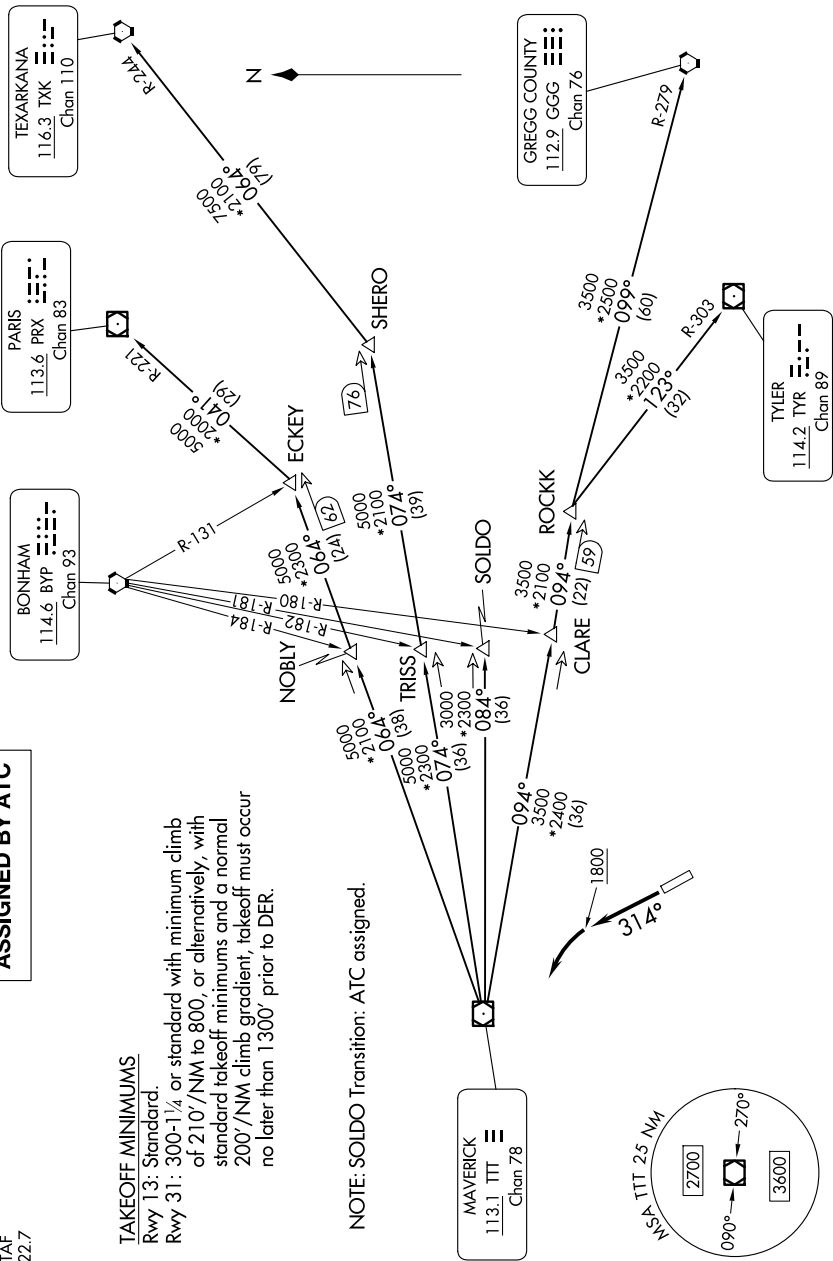 ASSIGNED BY ATC
TAF
22.7
TAKEOFF MINIMUMS
Rwy 13: Standard.
Rwy 31: 300-1¼ or standard with minimum climb
of 210'/NM to 800, or alternatively, with
standard takeoff minimums and a normal
200'/NM climb gradient, takeoff must occur
no later than 1300' prior to DER.
NOTE: SOLDO Transition: ATC assigned.
TEXARKANA
116.3 TXK
Chan 110
R-244
PARIS
113.6 PRX
Chan 83
R-221
BONHAM
114.6 BYP
Chan 93
R-131
R-180
R-181
R-182
R-184
N
7500
*2100
064°
(79)
5000
*2000
041°
(29)
ECKEY
SHERO
76
62
5000
*2300
064°
(24)
NOBLY
5000
*2100
064°
(38)
5000
*2100
074°
(39)
TRISS
5000
*2300
074°
(36)
SOLDO
3000
*2300
084°
(36)
CLARE
094°
3500
*2400
(36)
3500
*2100
094°
(22)
59
ROCKK
3500
*2500
099°
(60)
R-279
GREGG COUNTY
112.9 GGG
Chan 76
3500
*2200
123°
(32)
R-303
TYLER
114.2 TYR
Chan 89
MAVERICK
113.1 TTT
Chan 78
1800
314°
MSA TTT 25 NM
2700
3600
090°
270°